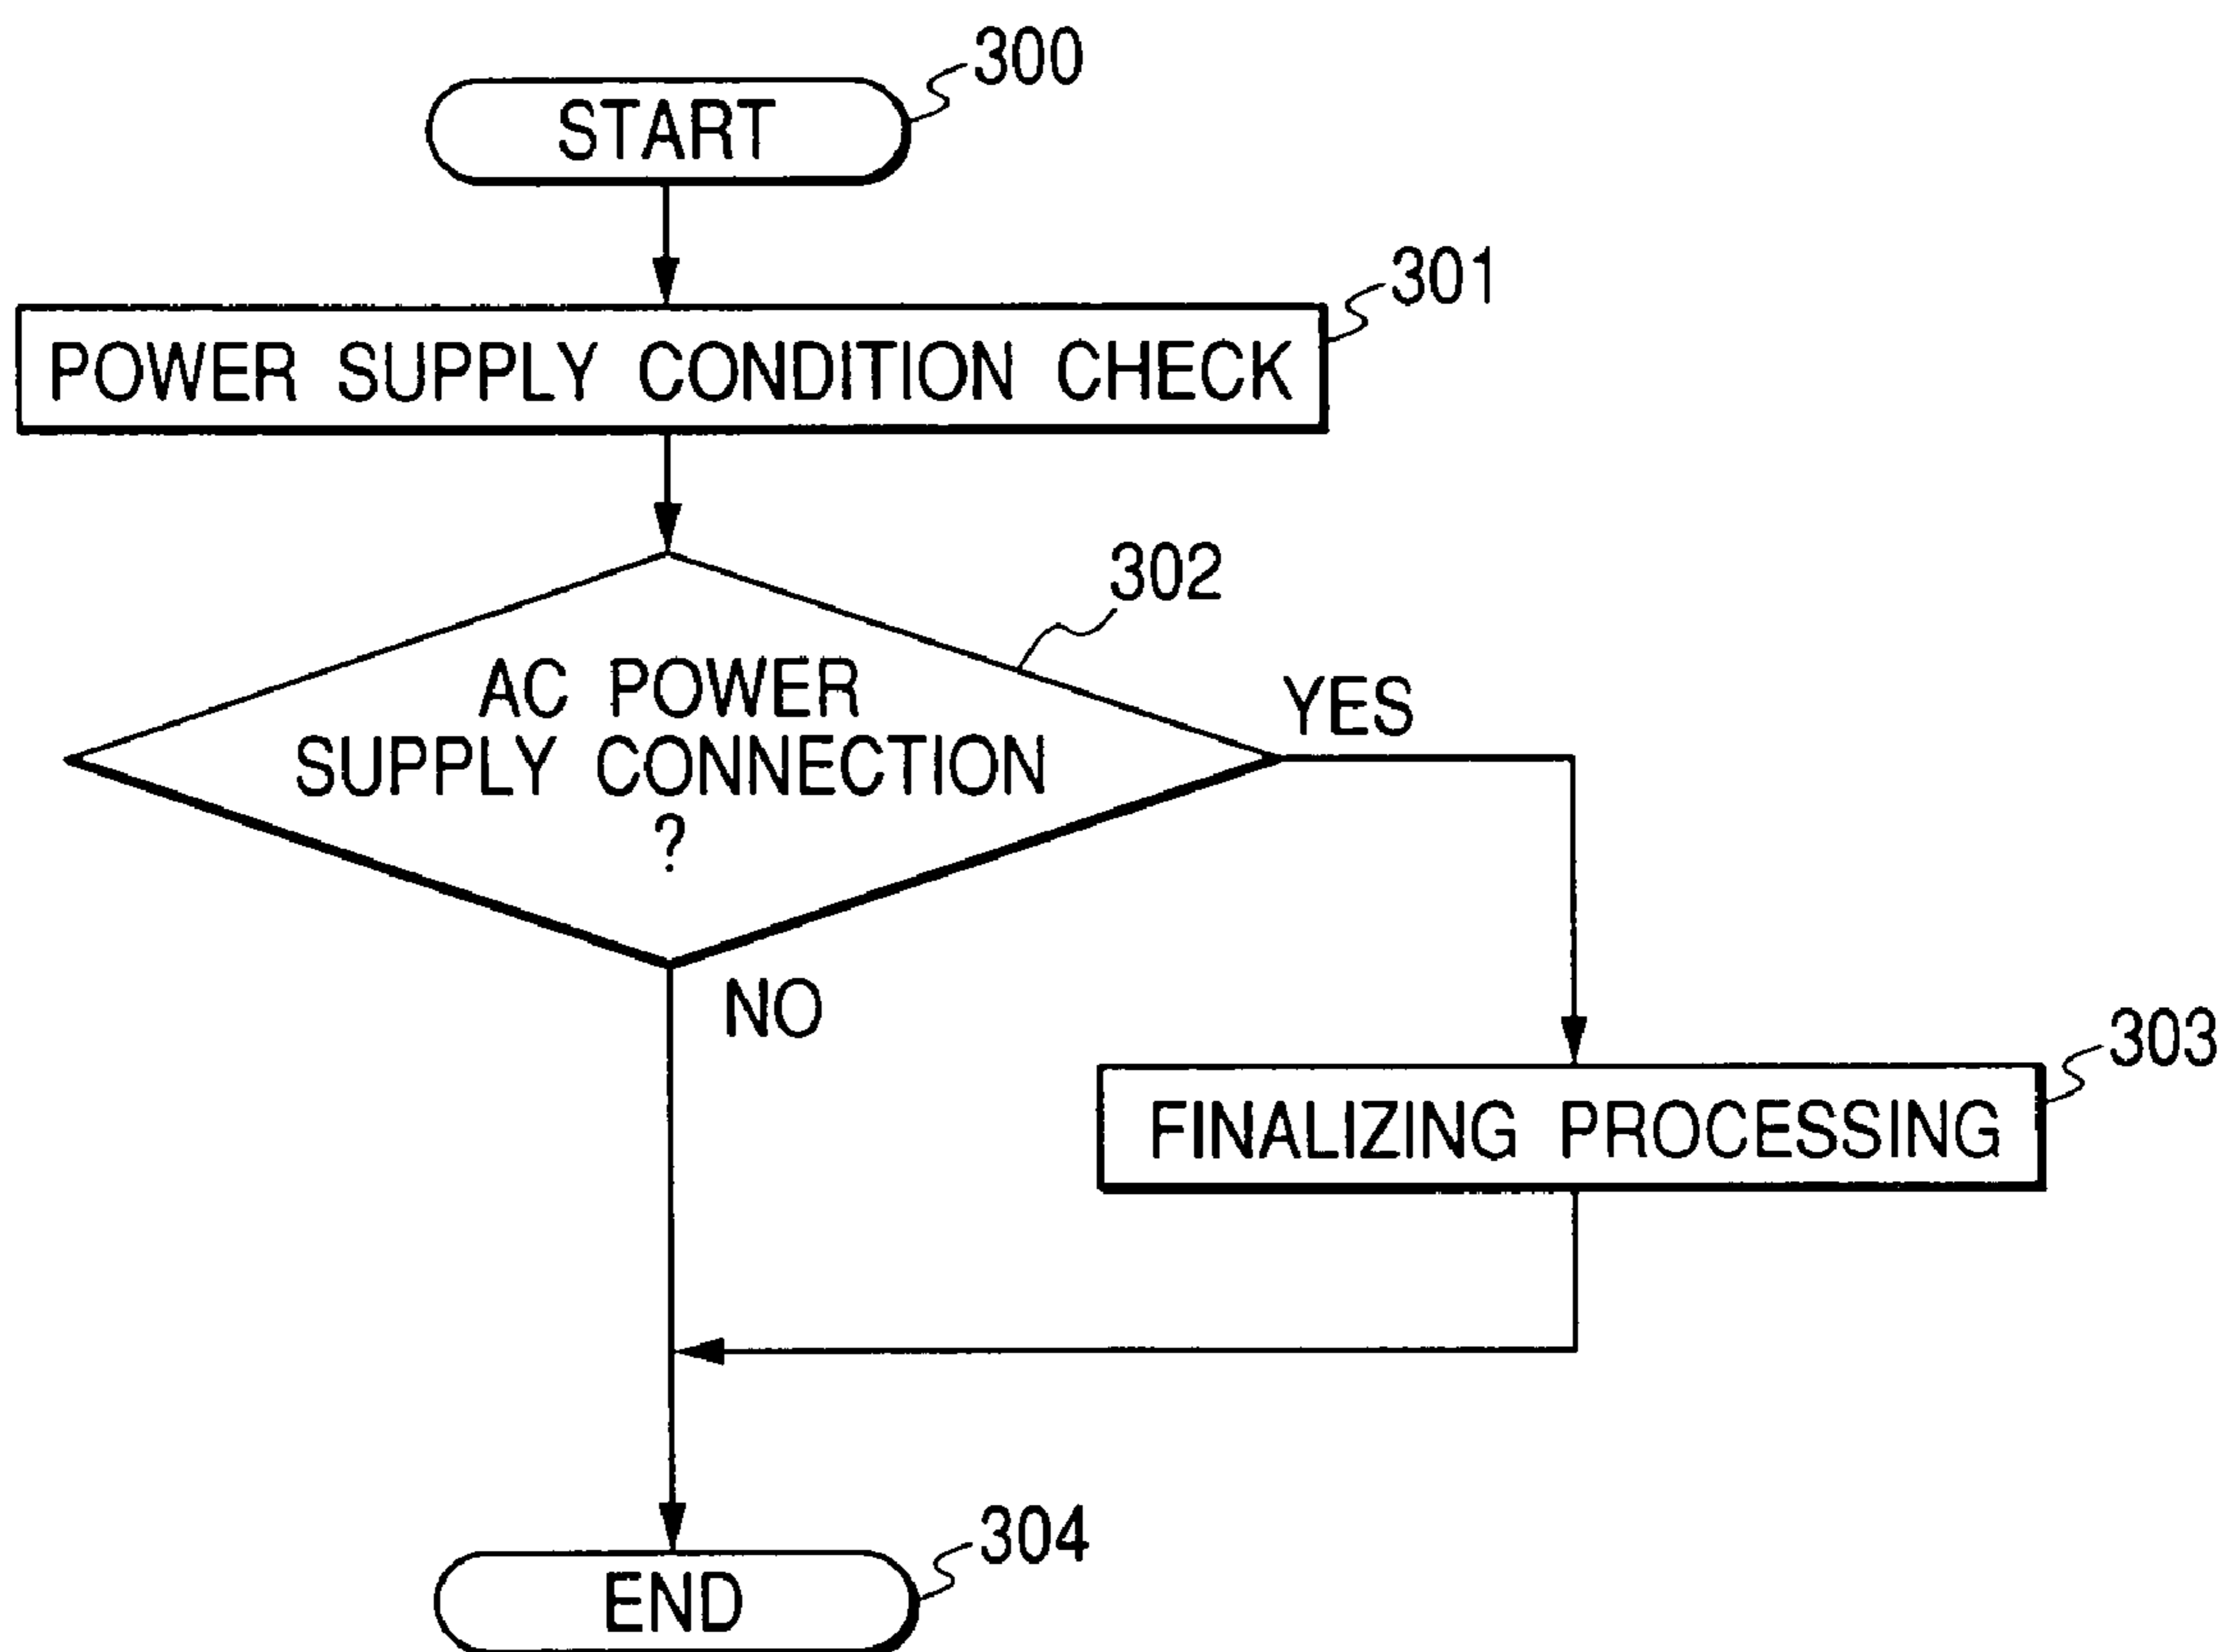 300
START
301
POWER SUPPLY CONDITION CHECK
302
AC POWER
SUPPLY CONNECTION
?
YES
NO
303
FINALIZING PROCESSING
304
END